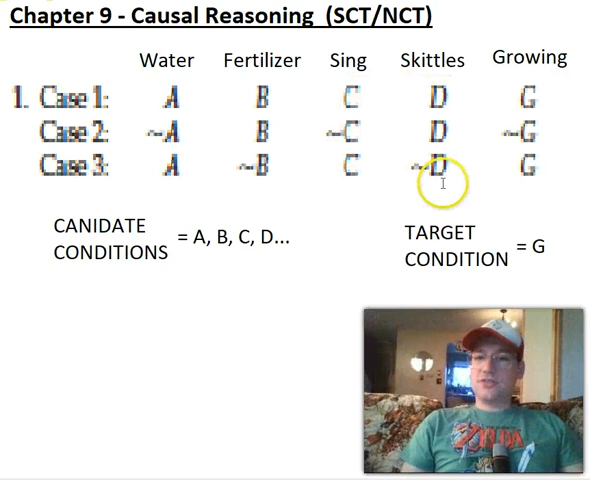 Chapter 9 - Causal Reasoning (SCT/NCT)
Water Fertilizer Sing Skittles Growing
1. Case 1: A B C D G
Case 2: ~A B ~C D ~G
Case 3: A ~B C ~D G
CANIDATE CONDITIONS = A, B, C, D...
TARGET CONDITION = G
ZELDA